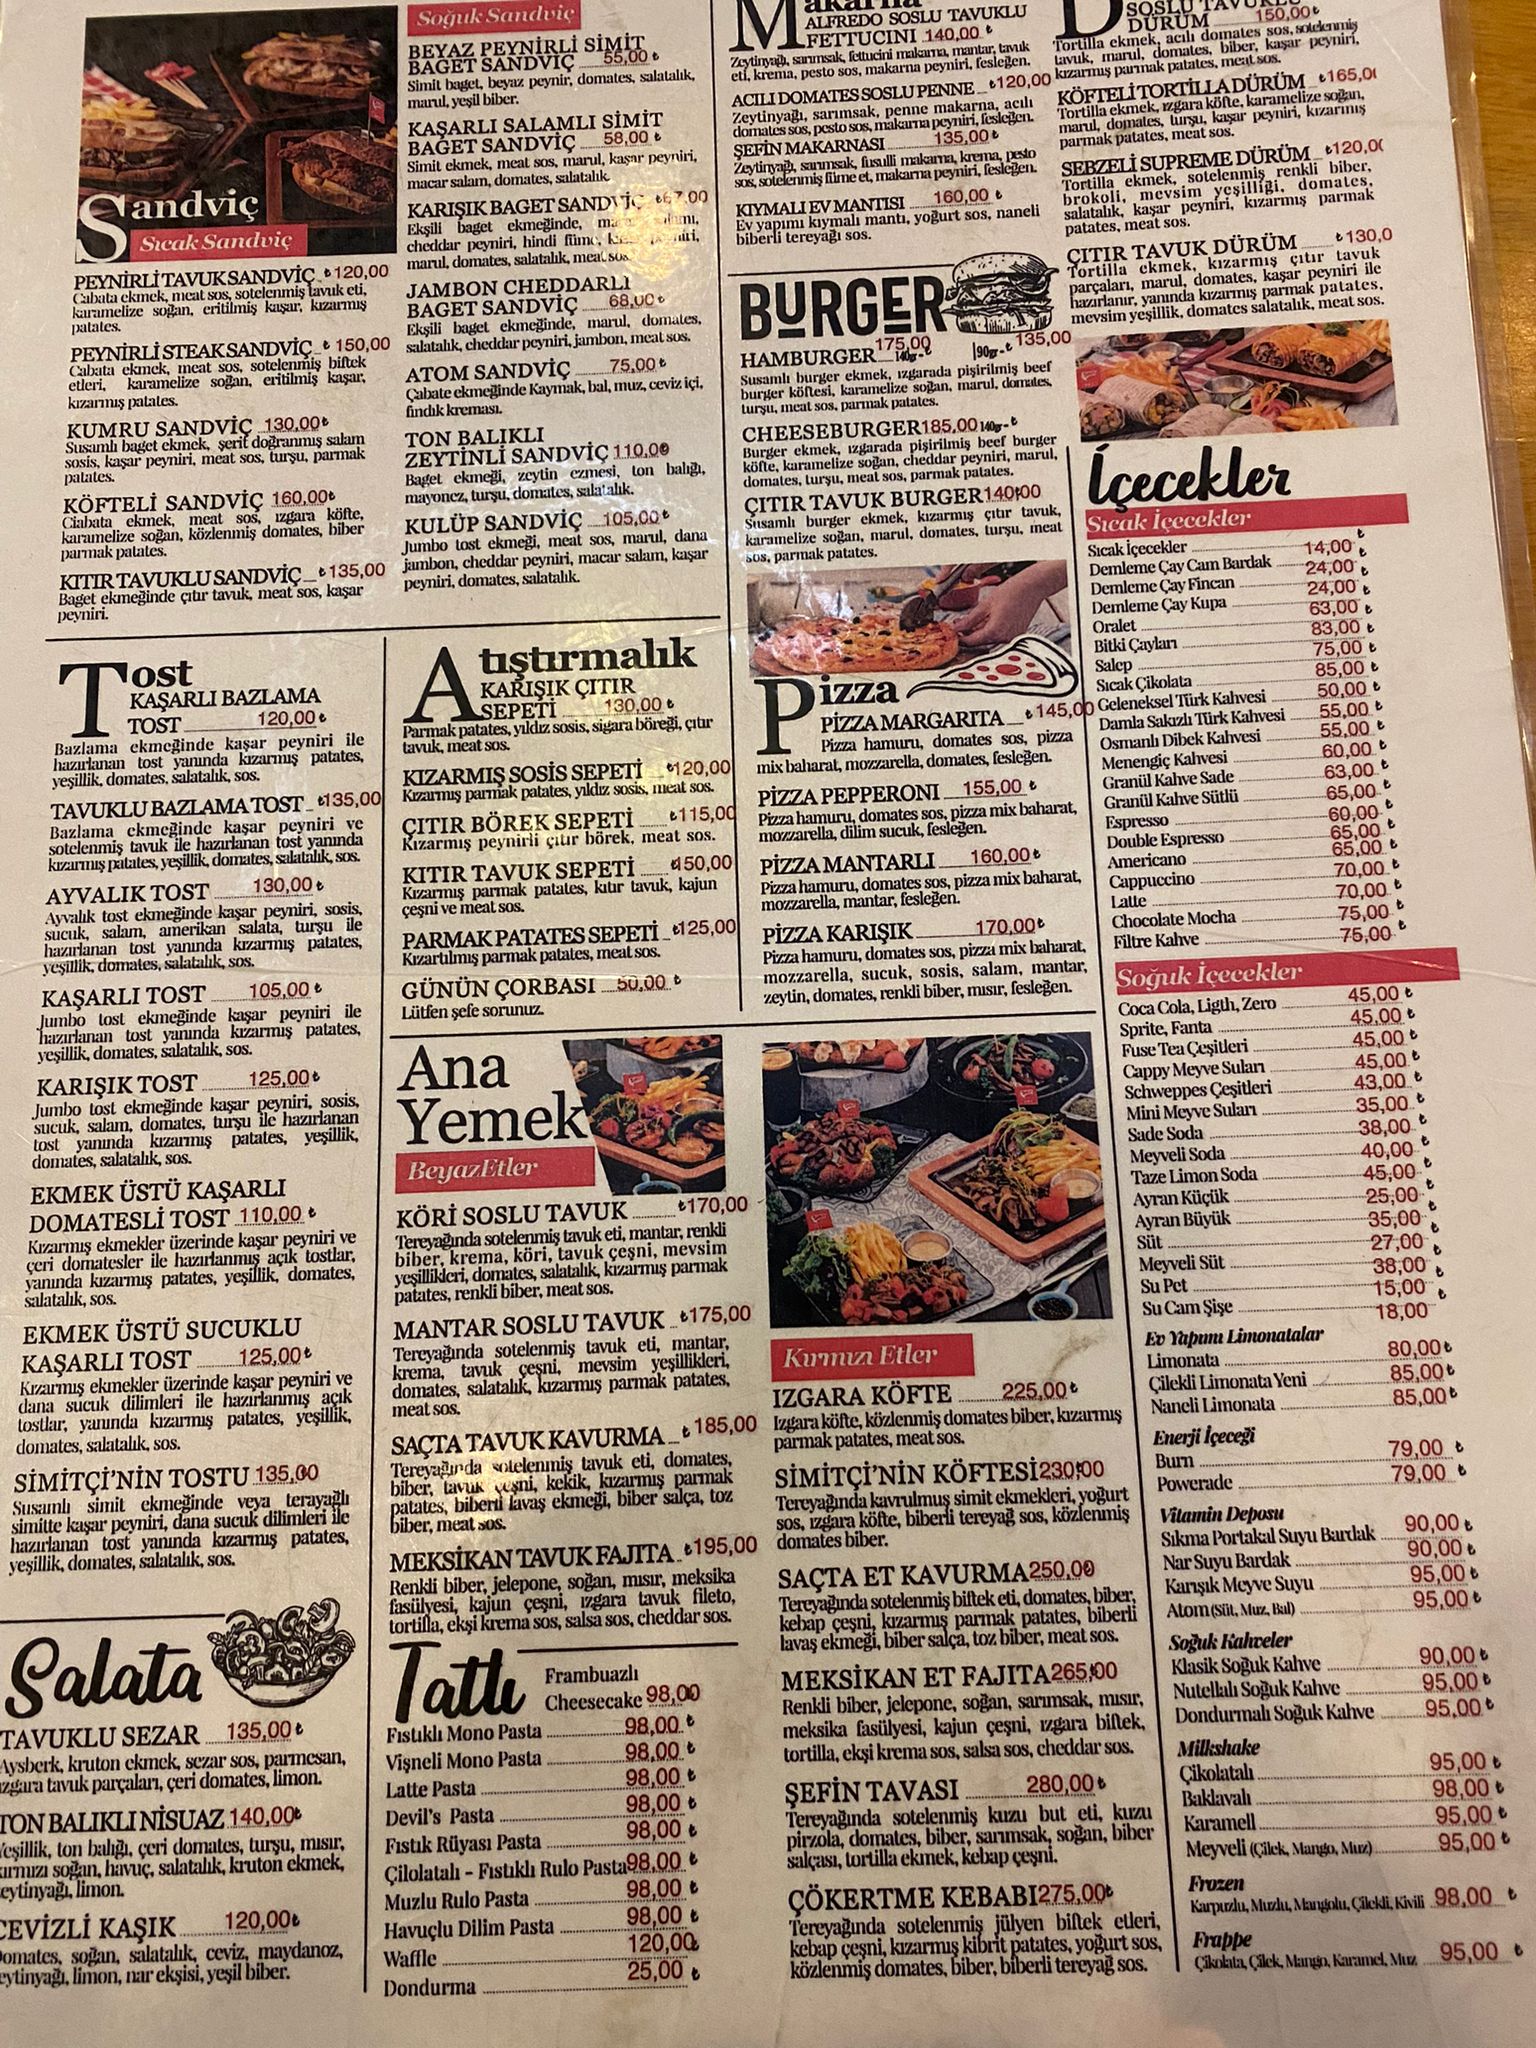 Sandviç
Sıcak Sandviç
PEYNİRLİ TAVUK SANDVİÇ ₺120,00
Cabata ekmek, meat sos, sotelenmiş tavuk eti,
karamelize soğan, eritilmiş kaşar, kızarmış
patates.
PEYNİRLİ STEAK SANDVİÇ ₺150,00
Cabata ekmek, meat sos, sotelenmiş biftek
etleri, karamelize soğan, eritilmiş kaşar,
kızarmış patates.
KUMRU SANDVİÇ 130,00₺
Susamlı baget ekmek, şerit doğranmış salam
sosis, kaşar peyniri, meat sos, turşu, parmak
patates.
KÖFTELİ SANDVİÇ 160,00₺
Ciabata ekmek, meat sos, ızgara köfte,
karamelize soğan, közlenmiş domates, biber
parmak patates.
KITIR TAVUKLU SANDVİÇ ₺135,00
Baget ekmeğinde çıtır tavuk, meat sos, kaşar
peyniri.
Soğuk Sandviç
BEYAZ PEYNİRLİ SİMİT
BAGET SANDVİÇ 55,00 ₺
Simit baget, beyaz peynir, domates, salatalık,
marul, yeşil biber.
KAŞARLI SALAMLI SİMİT
BAGET SANDVİÇ 58,00 ₺
Simit ekmek, meat sos, marul, kaşar peyniri,
macar salam, domates, salatalık.
KARIŞIK BAGET SANDVİÇ ₺67,00
Ekşili baget ekmeğinde,
cheddar peyniri, hindi füme,
marul, domates, salatalık, meat sos.
JAMBON CHEDDARLI
BAGET SANDVİÇ 68,00 ₺
Ekşili baget ekmeğinde, marul, domates,
salatalık, cheddar peyniri, jambon, meat sos.
ATOM SANDVİÇ 75,00 ₺
Çabate ekmeğinde Kaymak, bal, muz, ceviz içi,
fındık kreması.
TON BALIKLI
ZEYTİNLİ SANDVİÇ 110,00
Baget ekmeği, zeytin ezmesi, ton balığı,
mayonez, turşu, domates, salatalık.
KULÜP SANDVİÇ 105,00 ₺
Jumbo tost ekmeği, meat sos, marul, dana
jambon, cheddar peyniri, macar salam, kaşar
peyniri, domates, salatalık.
Makarna
ALFREDO SOSLU TAVUKLU
FETTUCINI 140,00 ₺
Zeytinyağı, sarımsak, fettucini makarna, mantar, tavuk
eti, krema, pesto sos, makarna peyniri, fesleğen.
ACILI DOMATES SOSLU PENNE ₺120,00
Zeytinyağı, sarımsak, penne makarna, acılı
domates sos, pesto sos, makarna peyniri, fesleğen.
ŞEFİN MAKARNASI 135,00 ₺
Zeytinyağı, sarımsak, fusulli makarna, krema, pesto
sos, sotelenmiş füme et, makarna peyniri, fesleğen.
KIYMALI EV MANTISI 160,00 ₺
Ev yapımı kıymalı mantı, yoğurt sos, naneli
biberli tereyağı sos.
BURGER
HAMBURGER 175,00 140gr-₺ |90gr-₺ 135,00
Susamlı burger ekmek, ızgarada pişirilmiş beef
burger köftesi, karamelize soğan, marul, domates,
turşu, meat sos, parmak patates.
CHEESEBURGER 185,00 140gr-₺
Burger ekmek, ızgarada pişirilmiş beef burger
köfte, karamelize soğan, cheddar peyniri, marul,
domates, turşu, meat sos, parmak patates.
ÇITIR TAVUK BURGER 140,00
Susamlı burger ekmek, kızarmış çıtır tavuk,
karamelize soğan, marul, domates, turşu, meat
sos, parmak patates.
SOSLU TAVUKLU
DÜRÜM 150,00 ₺
Tortilla ekmek, acılı domates sos, sotelenmiş
tavuk, marul, domates, biber, kaşar peyniri,
kızarmış parmak patates, meat sos.
KÖFTELİ TORTILLA DÜRÜM ₺165,00
Tortilla ekmek, ızgara köfte, karamelize soğan,
marul, domates, turşu, kaşar peyniri, kızarmış
parmak patates, meat sos.
SEBZELİ SUPREME DÜRÜM ₺120,00
Tortilla ekmek, sotelenmiş renkli biber,
brokoli, mevsim yeşilliği, domates,
salatalık, kaşar peyniri, kızarmış parmak
patates, meat sos.
ÇITIR TAVUK DÜRÜM ₺130,0
Tortilla ekmek, kızarmış çıtır tavuk
parçaları, marul, domates, kaşar peyniri ile
hazırlanır, yanında kızarmış parmak patates,
mevsim yeşillik, domates salatalık, meat sos.
Tost
KAŞARLI BAZLAMA
TOST 120,00 ₺
Bazlama ekmeğinde kaşar peyniri ile
hazırlanan tost yanında kızarmış patates,
yeşillik, domates, salatalık, sos.
TAVUKLU BAZLAMA TOST ₺135,00
Bazlama ekmeğinde kaşar peyniri ve
sotelenmiş tavuk ile hazırlanan tost yanında
kızarmış patates, yeşillik, domates, salatalık, sos.
AYVALIK TOST 130,00 ₺
Ayvalık tost ekmeğinde kaşar peyniri, sosis,
sucuk, salam, amerikan salata, turşu ile
hazırlanan tost yanında kızarmış patates,
yeşillik, domates, salatalık, sos.
KAŞARLI TOST 105,00 ₺
Jumbo tost ekmeğinde kaşar peyniri ile
hazırlanan tost yanında kızarmış patates,
yeşillik, domates, salatalık, sos.
KARIŞIK TOST 125,00 ₺
Jumbo tost ekmeğinde kaşar peyniri, sosis,
sucuk, salam, domates, turşu ile hazırlanan
tost yanında kızarmış patates, yeşillik,
domates, salatalık, sos.
EKMEK ÜSTÜ KAŞARLI
DOMATESLİ TOST 110,00 ₺
Kızarmış ekmekler üzerinde kaşar peyniri ve
çeri domatesler ile hazırlanmış açık tostlar,
yanında kızarmış patates, yeşillik, domates,
salatalık, sos.
EKMEK ÜSTÜ SUCUKLU
KAŞARLI TOST 125,00 ₺
Kızarmış ekmekler üzerinde kaşar peyniri ve
dana sucuk dilimleri ile hazırlanmış açık
tostlar, yanında kızarmış patates, yeşillik,
domates, salatalık, sos.
SİMİTÇİ'NİN TOSTU 135,00
Susamlı simit ekmeğinde veya terayağlı
simitte kaşar peyniri, dana sucuk dilimleri ile
hazırlanan tost yanında kızarmış patates,
yeşillik, domates, salatalık, sos.
Atıştırmalık
KARIŞIK ÇITIR
SEPETİ 130,00 ₺
Parmak patates, yıldız sosis, sigara böreği, çıtır
tavuk, meat sos.
KIZARMIŞ SOSİS SEPETİ ₺120,00
Kızarmış parmak patates, yıldız sosis, meat sos.
ÇITIR BÖREK SEPETİ ₺115,00
Kızarmış peynirli çıtır börek, meat sos.
KITIR TAVUK SEPETİ ₺150,00
Kızarmış parmak patates, kıtır tavuk, kajun
çeşni ve meat sos.
PARMAK PATATES SEPETİ ₺125,00
Kızartılmış parmak patates, meat sos.
GÜNÜN ÇORBASI 50,00 ₺
Lütfen şefe sorunuz.
Pizza
PİZZA MARGARITA ₺145,00
Pizza hamuru, domates sos, pizza
mix baharat, mozzarella, domates, fesleğen.
PİZZA PEPPERONI 155,00 ₺
Pizza hamuru, domates sos, pizza mix baharat,
mozzarella, dilim sucuk, fesleğen.
PİZZA MANTARLI 160,00₺
Pizza hamuru, domates sos, pizza mix baharat,
mozzarella, mantar, fesleğen.
PİZZA KARIŞIK 170,00₺
Pizza hamuru, domates sos, pizza mix baharat,
mozzarella, sucuk, sosis, salam, mantar,
zeytin, domates, renkli biber, mısır, fesleğen.
Ana
Yemek
Beyaz Etler
KÖRİ SOSLU TAVUK ₺170,00
Tereyağında sotelenmiş tavuk eti, mantar, renkli
biber, krema, köri, tavuk çeşni, mevsim
yeşillikleri, domates, salatalık, kızarmış parmak
patates, renkli biber, meat sos.
MANTAR SOSLU TAVUK ₺175,00
Tereyağında sotelenmiş tavuk eti, mantar,
krema, tavuk çeşni, mevsim yeşillikleri,
domates, salatalık, kızarmış parmak patates,
meat sos.
SAÇTA TAVUK KAVURMA ₺185,00
Tereyağında sotelenmiş tavuk eti, domates,
biber, tavuk çeşni, kekik, kızarmış parmak
patates, biberli lavaş ekmeği, biber salça, toz
biber, meat sos.
MEKSİKAN TAVUK FAJITA ₺195,00
Renkli biber, jelepone, soğan, mısır, meksika
fasülyesi, kajun çeşni, ızgara tavuk fileto,
tortilla, ekşi krema sos, salsa sos, cheddar sos.
Kırmızı Etler
IZGARA KÖFTE 225,00 ₺
Izgara köfte, közlenmiş domates biber, kızarmış
parmak patates, meat sos.
SİMİTÇİ'NİN KÖFTESİ 230,00
Tereyağında kavrulmuş simit ekmekleri, yoğurt
sos, ızgara köfte, biberli tereyağ sos, közlenmiş
domates biber.
SAÇTA ET KAVURMA 250,00
Tereyağında sotelenmiş biftek eti, domates, biber,
kebap çeşni, kızarmış parmak patates, biberli
lavaş ekmeği, biber salça, toz biber, meat sos.
MEKSİKAN ET FAJITA 265,00
Renkli biber, jelepone, soğan, sarımsak, mısır,
meksika fasülyesi, kajun çeşni, ızgara biftek,
tortilla, ekşi krema sos, salsa sos, cheddar sos.
ŞEFİN TAVASI 280,00 ₺
Tereyağında sotelenmiş kuzu but eti, kuzu
pirzola, domates, biber, sarımsak, soğan, biber
salçası, tortilla ekmek, kebap çeşni.
ÇÖKERTME KEBABI 275,00₺
Tereyağında sotelenmiş jülyen biftek etleri,
kebap çeşni, kızarmış kibrit patates, yoğurt sos,
közlenmiş domates, biber, biberli tereyağ sos.
Salata
TAVUKLU SEZAR 135,00 ₺
Aysberk, kruton ekmek, sezar sos, parmesan,
ızgara tavuk parçaları, çeri domates, limon.
TON BALIKLI NİSUAZ 140,00₺
Yeşillik, ton balığı, çeri domates, turşu, mısır,
kırmızı soğan, havuç, salatalık, kruton ekmek,
zeytinyağı, limon.
CEVİZLİ KAŞIK 120,00₺
Domates, soğan, salatalık, ceviz, maydanoz,
zeytinyağı, limon, nar ekşisi, yeşil biber.
Tatlı
Frambuazlı
Cheesecake 98,00
Fıstıklı Mono Pasta 98,00 ₺
Vişneli Mono Pasta 98,00 ₺
Latte Pasta 98,00 ₺
Devil's Pasta 98,00 ₺
Fıstık Rüyası Pasta 98,00 ₺
Çilolatalı - Fıstıklı Rulo Pasta 98,00 ₺
Muzlu Rulo Pasta 98,00 ₺
Havuçlu Dilim Pasta 98,00 ₺
Waffle 120,00₺
Dondurma 25,00 ₺
İçecekler
Sıcak İçecekler
Sıcak İçecekler 14,00 ₺
Demleme Çay Cam Bardak 24,00 ₺
Demleme Çay Fincan 24,00 ₺
Demleme Çay Kupa 63,00 ₺
Oralet 83,00 ₺
Bitki Çayları 75,00 ₺
Salep 85,00 ₺
Sıcak Çikolata 50,00 ₺
Geleneksel Türk Kahvesi 55,00 ₺
Damla Sakızlı Türk Kahvesi 55,00 ₺
Osmanlı Dibek Kahvesi 60,00 ₺
Menengiç Kahvesi 63,00 ₺
Granül Kahve Sade 65,00 ₺
Granül Kahve Sütlü 60,00 ₺
Espresso 65,00 ₺
Double Espresso 65,00 ₺
Americano 70,00 ₺
Cappuccino 70,00 ₺
Latte 75,00 ₺
Chocolate Mocha 75,00 ₺
Filtre Kahve
Soğuk İçecekler
Coca Cola, Ligth, Zero 45,00 ₺
Sprite, Fanta 45,00 ₺
Fuse Tea Çeşitleri 45,00 ₺
Cappy Meyve Suları 45,00 ₺
Schweppes Çeşitleri 43,00 ₺
Mini Meyve Suları 35,00 ₺
Sade Soda 38,00 ₺
Meyveli Soda 40,00 ₺
Taze Limon Soda 45,00 ₺
Ayran Küçük 25,00 ₺
Ayran Büyük 35,00 ₺
Süt 27,00 ₺
Meyveli Süt 38,00 ₺
Su Pet 15,00 ₺
Su Cam Şişe 18,00 ₺
Ev Yapımı Limonatalar
Limonata 80,00 ₺
Çilekli Limonata Yeni 85,00 ₺
Naneli Limonata 85,00 ₺
Enerji İçeceği
Burn 79,00 ₺
Powerade 79,00 ₺
Vitamin Deposu
Sıkma Portakal Suyu Bardak 90,00 ₺
Nar Suyu Bardak 90,00 ₺
Karışık Meyve Suyu 95,00 ₺
Atom (Süt, Muz, Bal) 95,00 ₺
Soğuk Kahveler
Klasik Soğuk Kahve 90,00 ₺
Nutellalı Soğuk Kahve 95,00 ₺
Dondurmalı Soğuk Kahve 95,00 ₺
Milkshake
Çikolatalı 95,00 ₺
Baklavalı 98,00 ₺
Karamell 95,00 ₺
Meyveli (Çilek, Mango, Muz) 95,00 ₺
Frozen
Karpuzlu, Muzlu, Mangolu, Çilekli, Kivili 98,00 ₺
Frappe
Çikolata, Çilek, Mango, Karamel, Muz 95,00 ₺